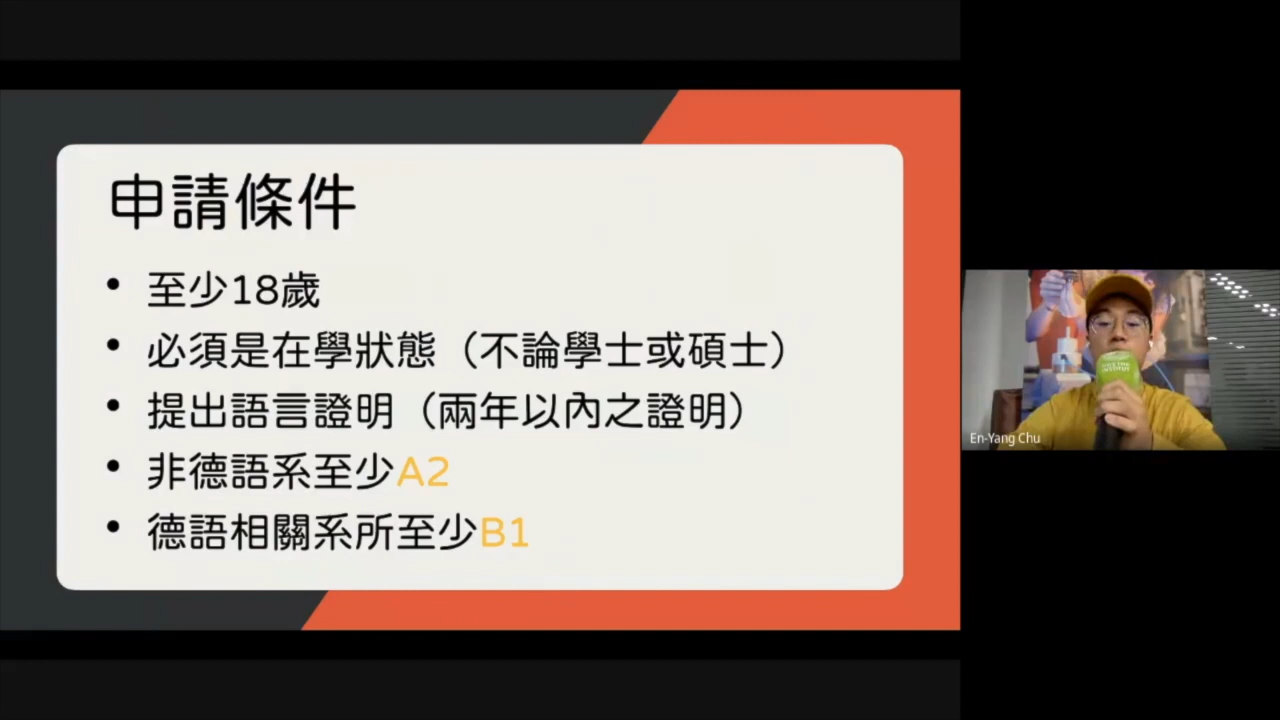 申請條件
• 至少18歲
• 必須是在學狀態（不論學士或碩士）
• 提出語言證明（兩年以內之證明）
• 非德語系至少A2
• 德語相關系所至少B1
En-Yang Chu